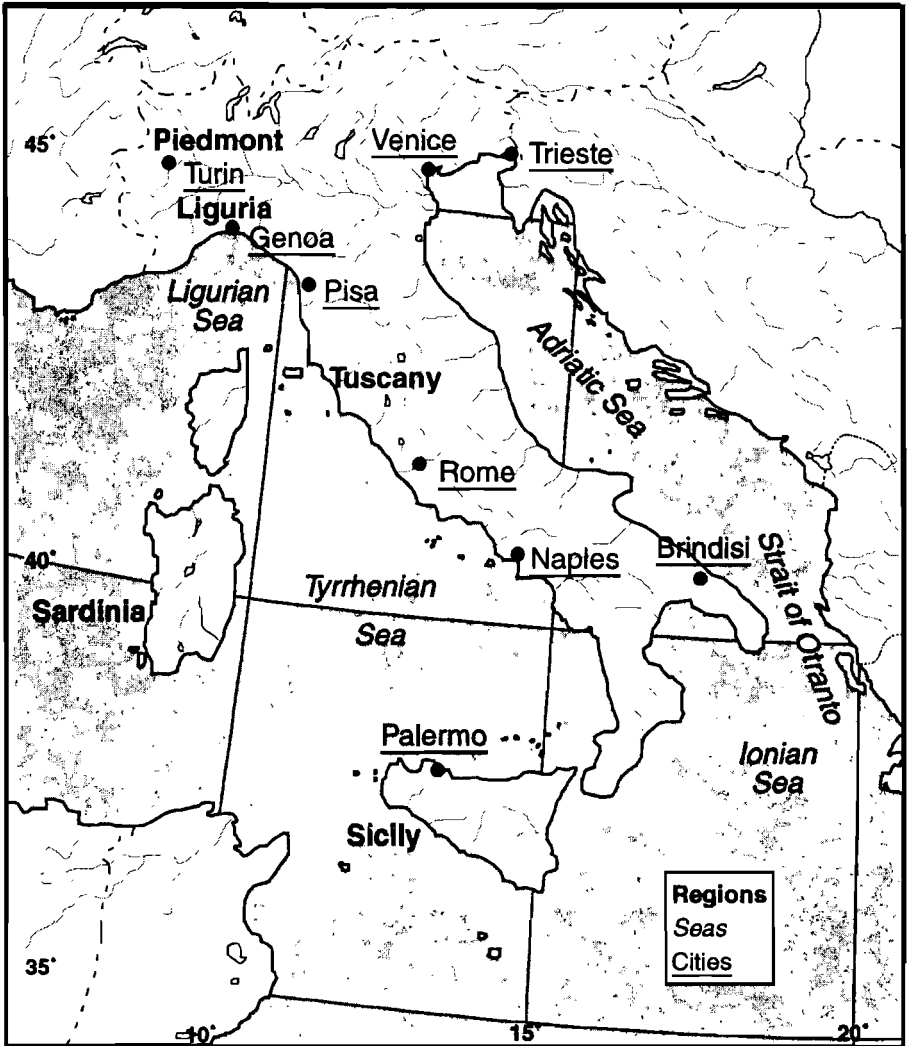 45°
Piedmont
Turin
Liguria
Genoa
Venice
Trieste
Ligurian
Sea
Pisa
Adriatic Sea
Tuscany
Rome
40°
Naples
Brindisi
Strait of Otranto
Sardinia
Tyrrhenian
Sea
Palermo
Ionian
Sea
Sicily
Regions
Seas
Cities
35°
10°
15°
20°